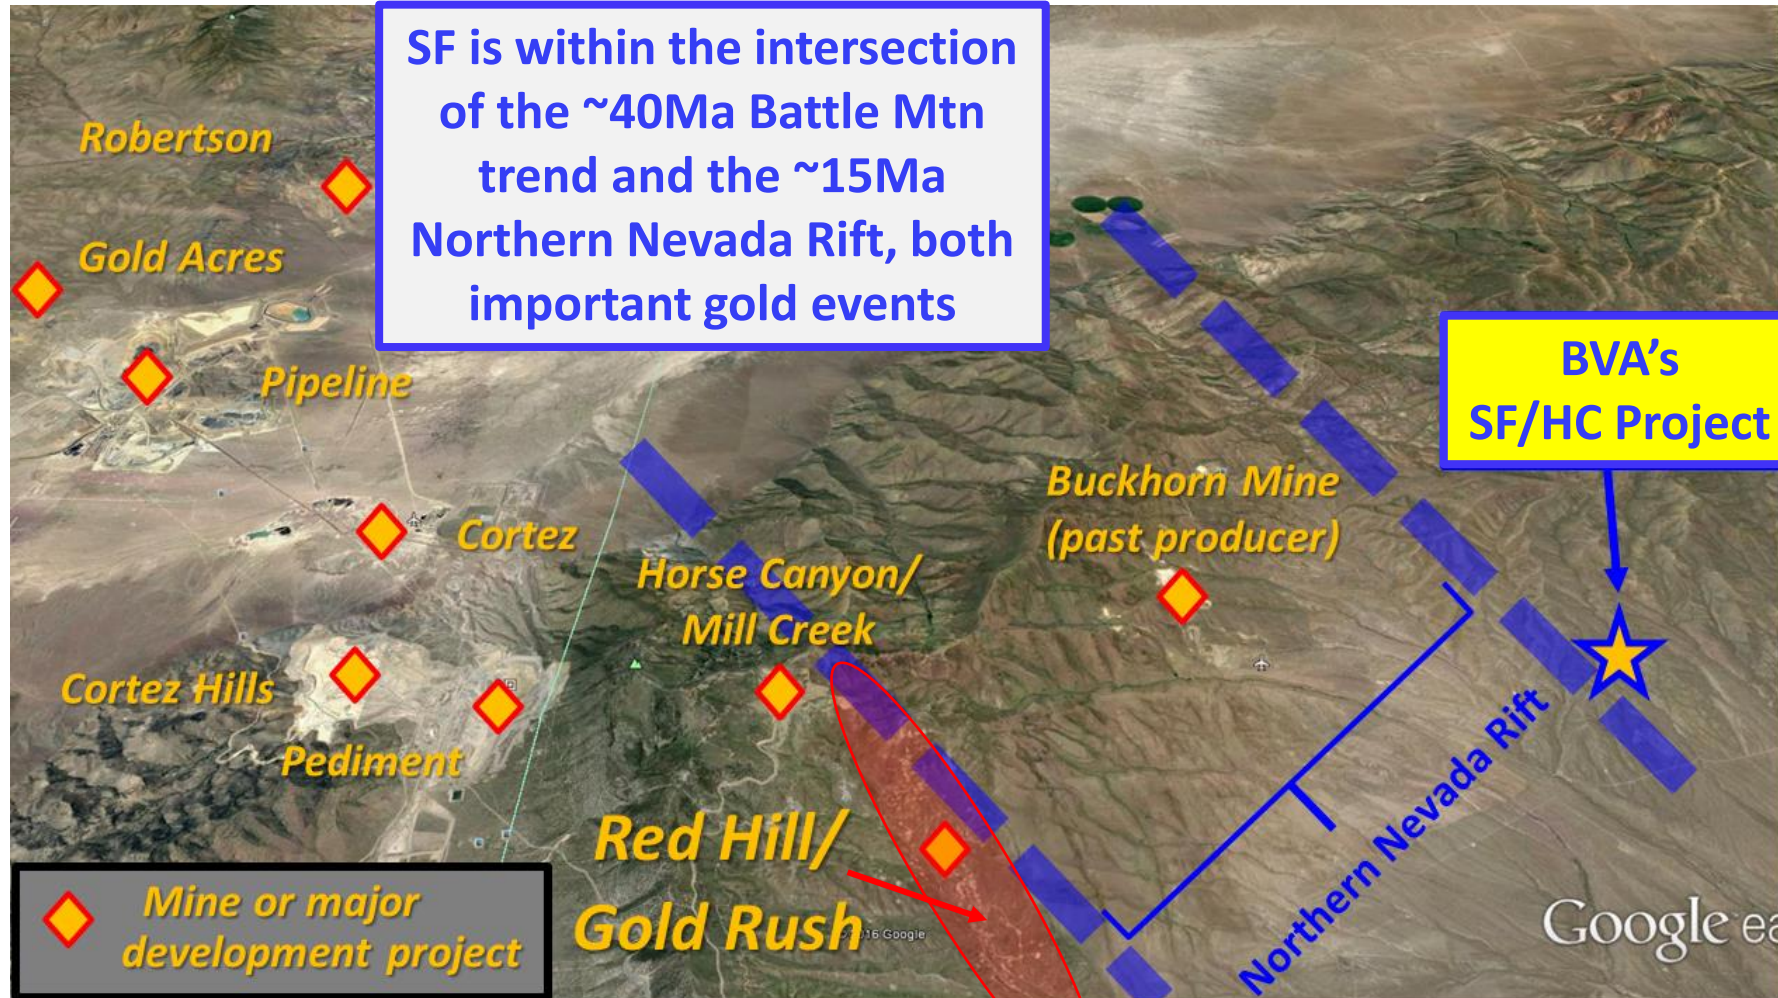 SF is within the intersection
of the ~40Ma Battle Mtn
trend and the ~15Ma
Northern Nevada Rift, both
important gold events
Robertson
Gold Acres
Pipeline
BVA's
SF/HC Project
Buckhorn Mine
(past producer)
Cortez
Horse Canyon/
Mill Creek
Cortez Hills
Pediment
Red Hill/
Gold Rush
Northern Nevada Rift
Mine or major
development project
2016 Google
Google ea